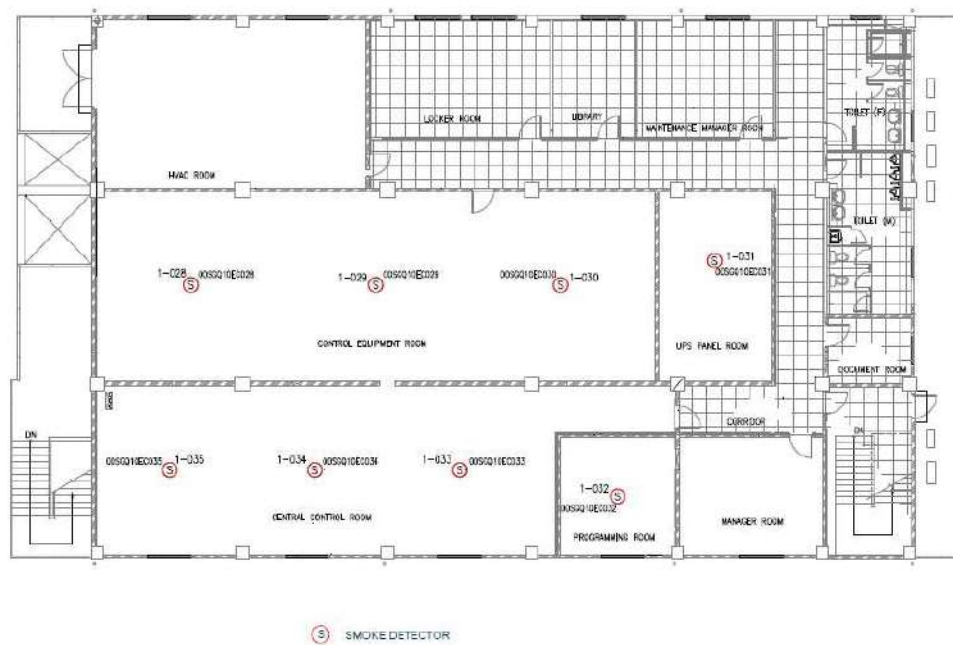 LOCKER ROOM
LIBRARY
MAINTENANCE MANAGER ROOM
TOILET (F)
HVAC ROOM
TOILET (M)
1-028
00SGQ10EC028
S
1-029
00SGQ10EC029
S
00SGQ10EC030
1-030
S
1-031
00SGQ10EC031
S
CONTROL EQUIPMENT ROOM
UPS PANEL ROOM
DOCUMENT ROOM
CORRIDOR
DN
DN
00SGQ10EC035
1-035
S
1-034
S
1-033
00SGQ10EC033
S
1-032
00SGQ10EC032
S
CENTRAL CONTROL ROOM
PROGRAMMING ROOM
MANAGER ROOM
S SMOKE DETECTOR